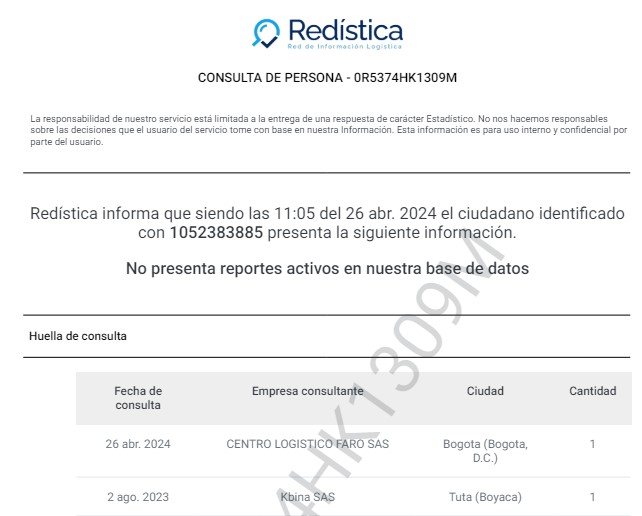 Redística
Red de Información Logística
CONSULTA DE PERSONA - 0R5374HK1309M
La responsabilidad de nuestro servicio está limitada a la entrega de una respuesta de carácter Estadístico. No nos hacemos responsables
sobre las decisiones que el usuario del servicio tome con base en nuestra Información. Esta información es para uso interno y confidencial por
parte del usuario.
Redística informa que siendo las 11:05 del 26 abr. 2024 el ciudadano identificado
con 1052383885 presenta la siguiente información.
No presenta reportes activos en nuestra base de datos
Huella de consulta
Fecha de consulta Empresa consultante Ciudad Cantidad
26 abr. 2024 CENTRO LOGISTICO FARO SAS Bogota (Bogota, D.C.) 1
2 ago. 2023 Kbina SAS Tuta (Boyaca) 1
4HK1309M